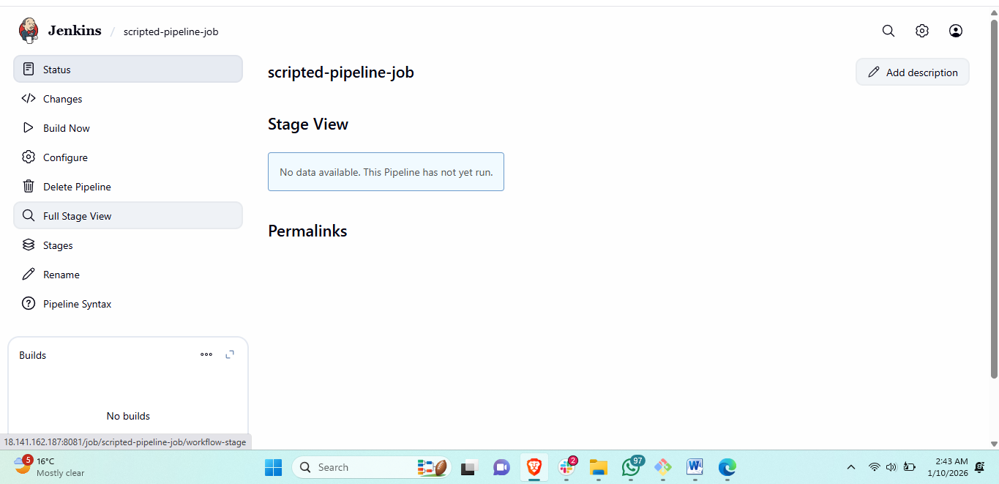 Jenkins / scripted-pipeline-job
Status
Changes
Build Now
Configure
Delete Pipeline
Full Stage View
Stages
Rename
Pipeline Syntax
Builds
No builds
scripted-pipeline-job
Add description
Stage View
No data available. This Pipeline has not yet run.
Permalinks
18.141.162.187:8081/job/scripted-pipeline-job/workflow-stage
5
16°C
Mostly clear
Search
2
97
2:43 AM
1/10/2026